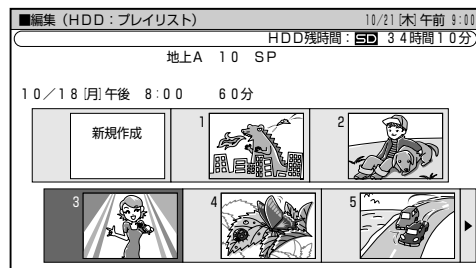 ■編集(HDD:プレイリスト) 10/21[木]午前 9:00
HDD残時間:SD 34時間10分
地上A 10 SP
10/18[月]午後 8:00 60分
新規作成 1 2
3 4 5